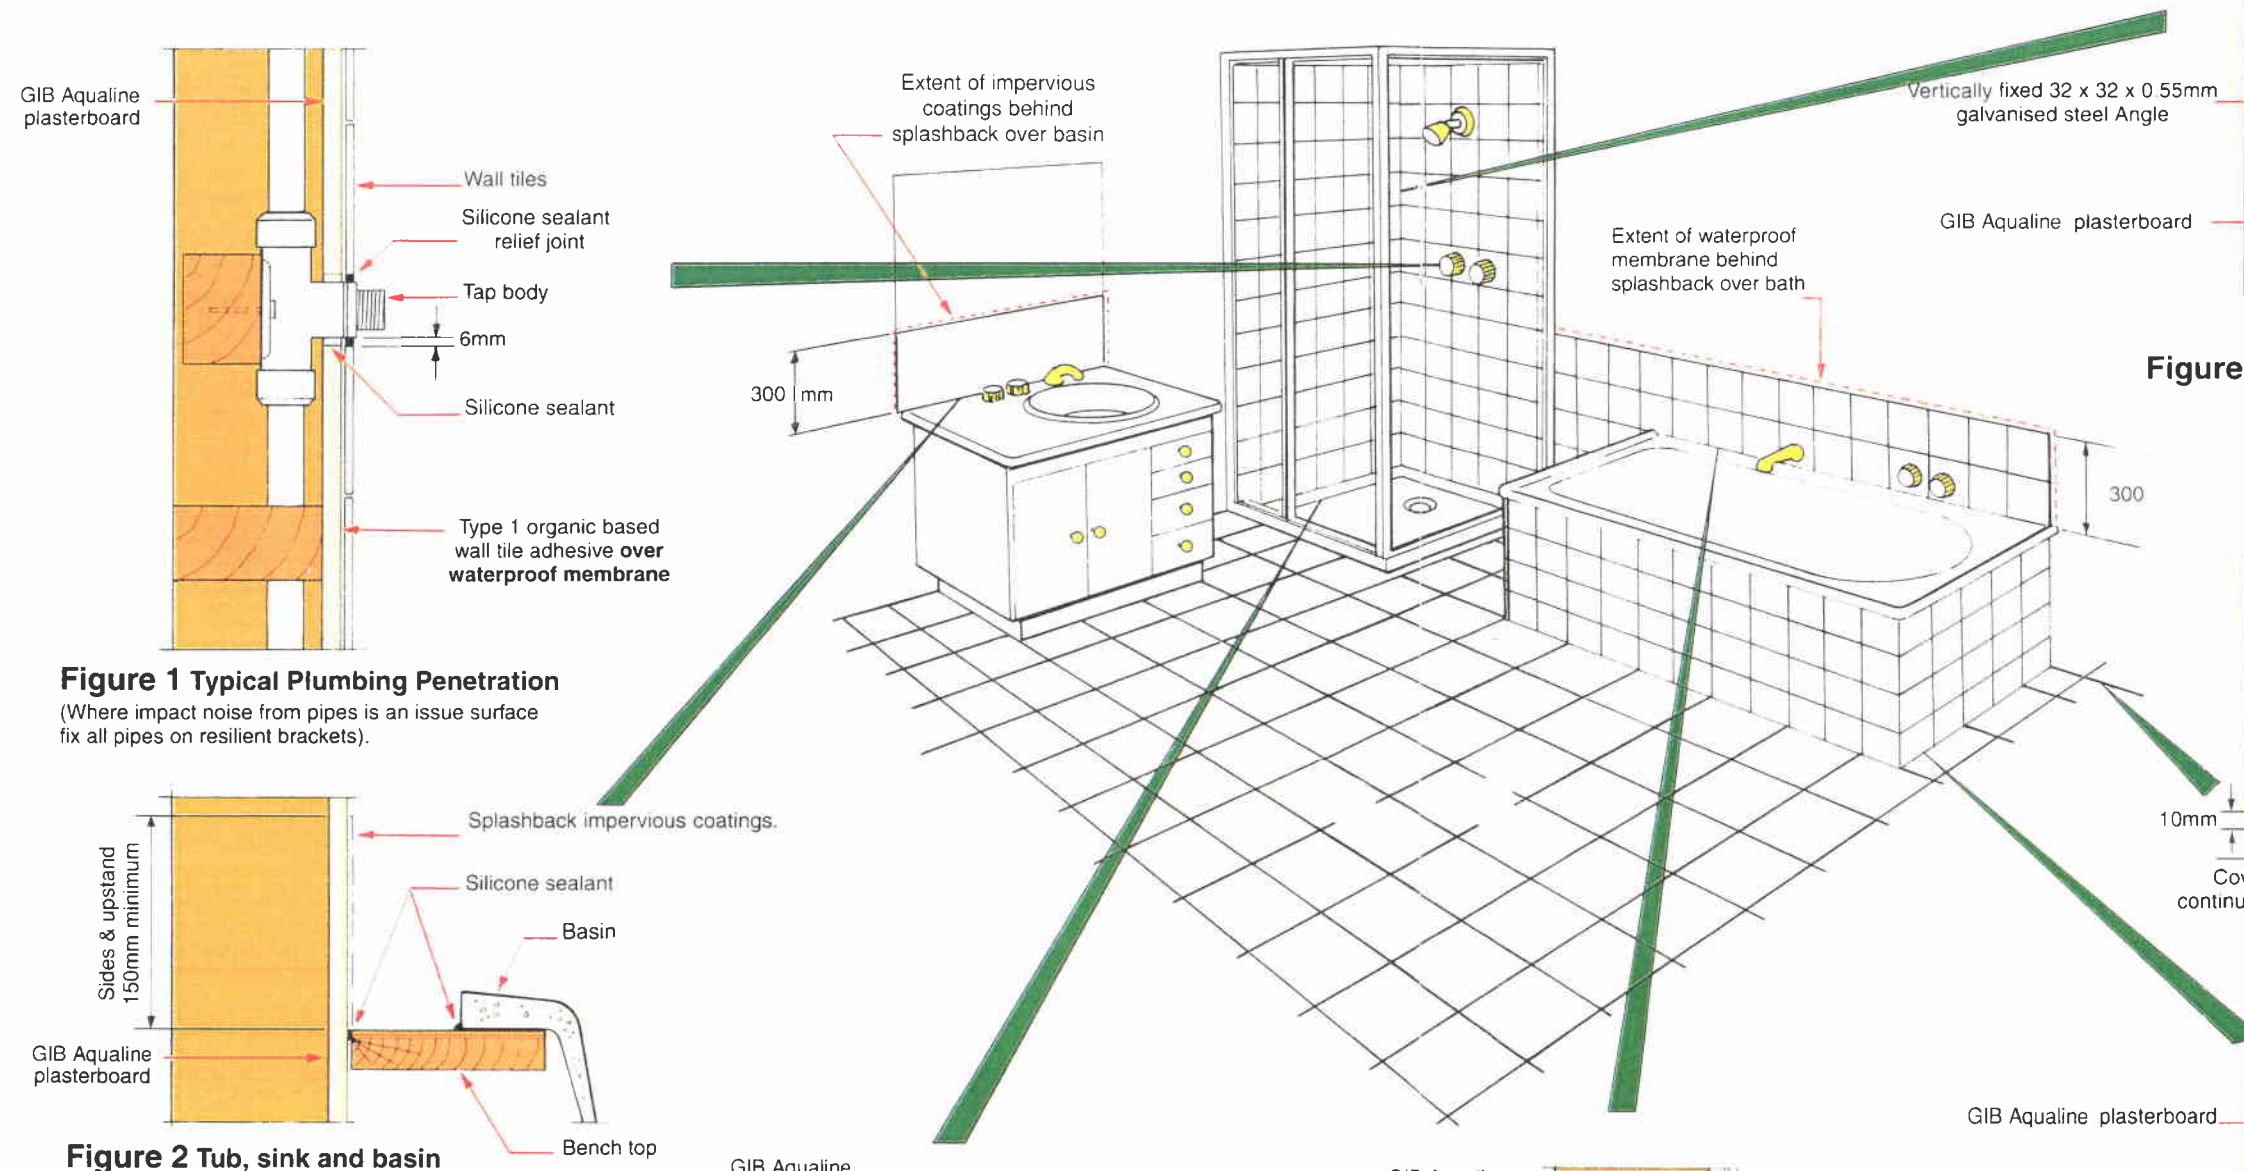 GIB Aqualine
plasterboard
Wall tiles
Silicone sealant
relief joint
Tap body
6mm
Silicone sealant
Type 1 organic based
wall tile adhesive over
waterproof membrane
Figure 1 Typical Plumbing Penetration
(Where impact noise from pipes is an issue surface
fix all pipes on resilient brackets).
Splashback impervious coatings.
Silicone sealant
Basin
Sides & upstand
150mm minimum
GIB Aqualine
plasterboard
Bench top
Figure 2 Tub, sink and basin
Extent of impervious
coatings behind
splashback over basin
300 mm
Extent of waterproof
membrane behind
splashback over bath
300
Vertically fixed 32 x 32 x 0.55mm
galvanised steel Angle
GIB Aqualine plasterboard
Figure
10mm
continu
GIB Aqualine plasterboard
GIB Aqualine